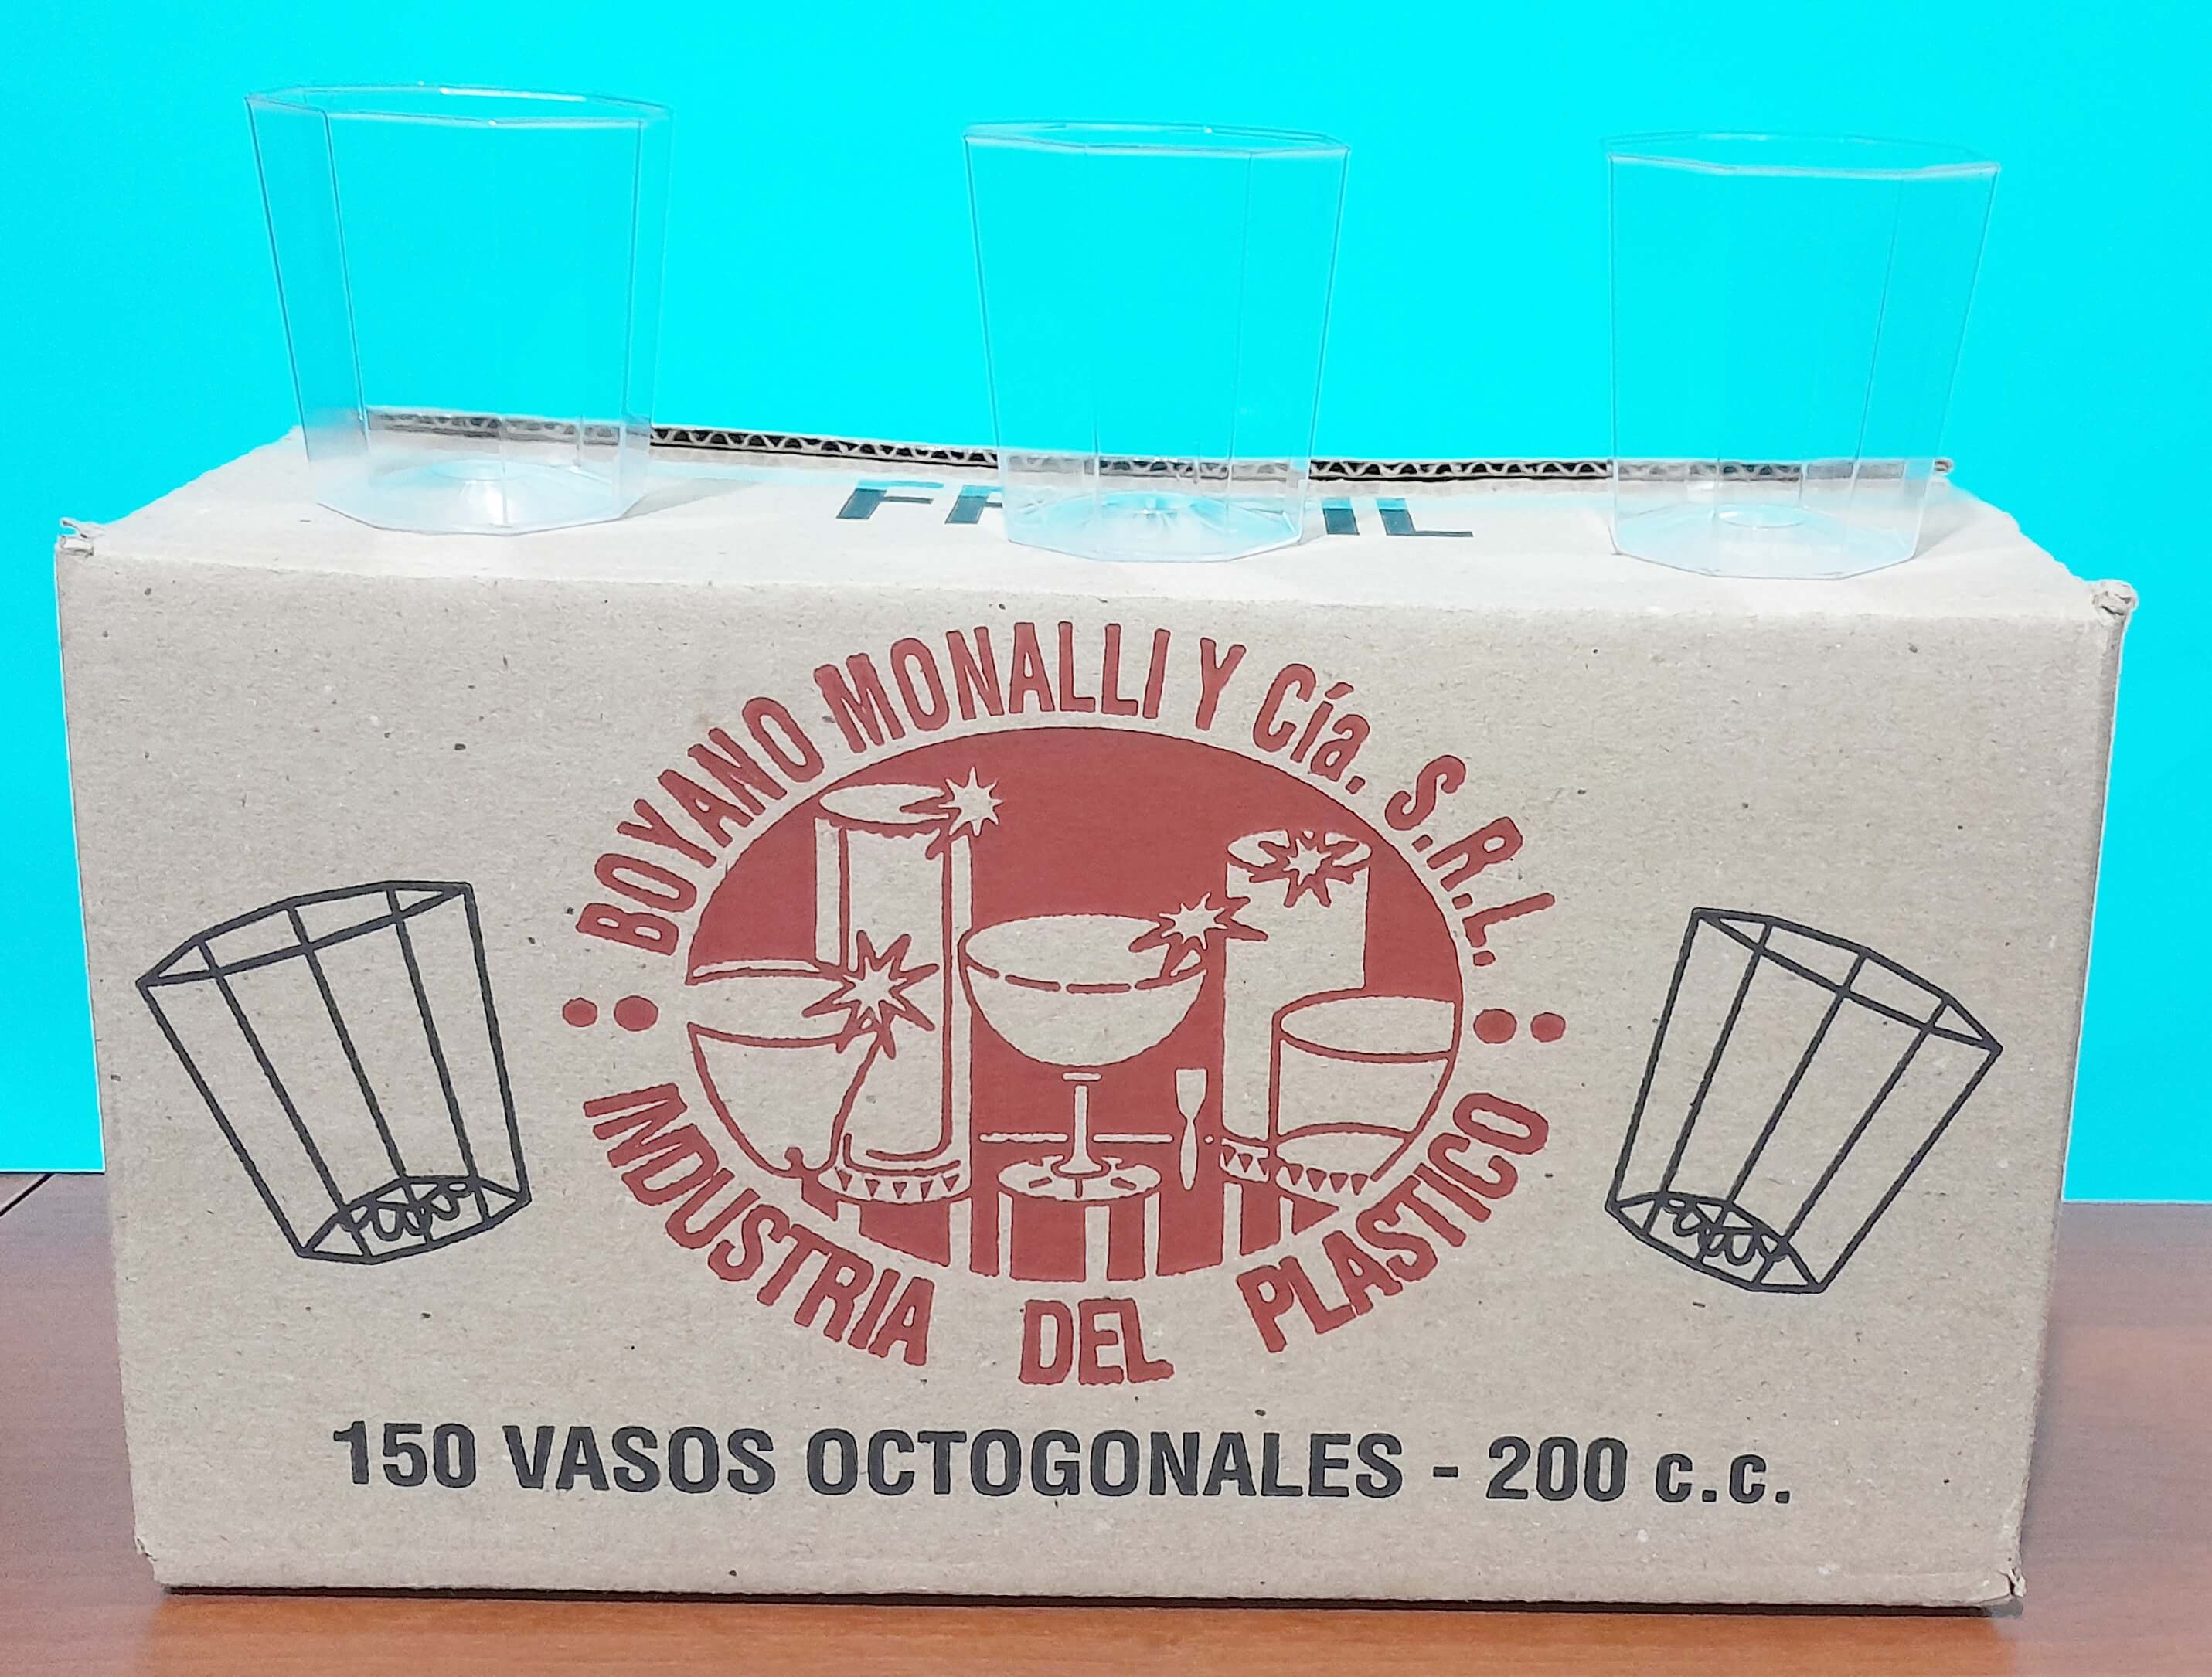 BOYANO MONALLI Y Cía. S.R.L.
INDUSTRIA DEL PLASTICO
150 VASOS OCTOGONALES - 200 c.c.